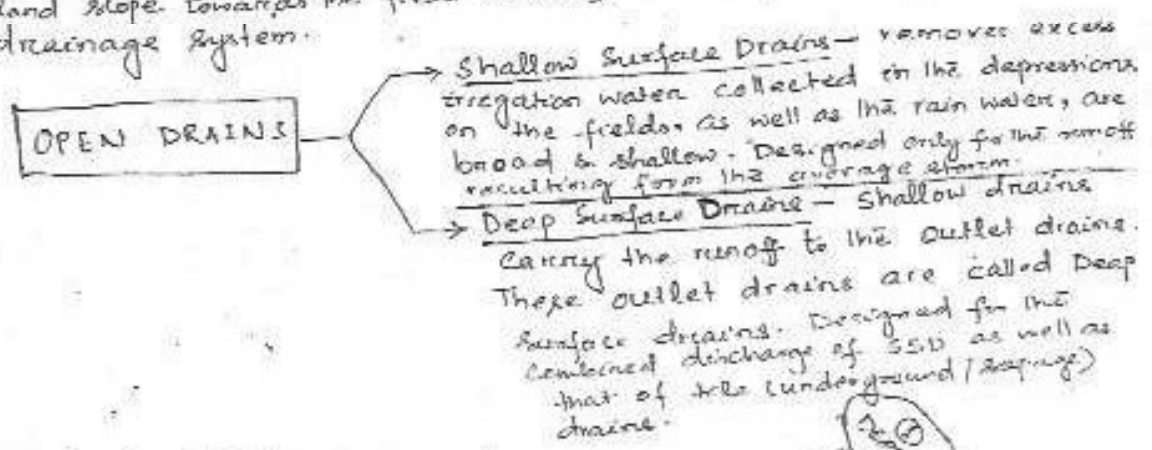 land slope towards the
drainage system.
OPEN DRAINS
Shallow Surface Drains – removes excess
irrigation water collected in the depressions
on the fields, as well as the rain water, are
broad & shallow. Designed only for the runoff
resulting from the average storm.
Deep Surface Drains – Shallow drains
carry the runoff to the outlet drains.
These outlet drains are called Deep
surface drains. Designed for the
combined discharge of SSD as well as
that of tile (underground / seepage)
drains.